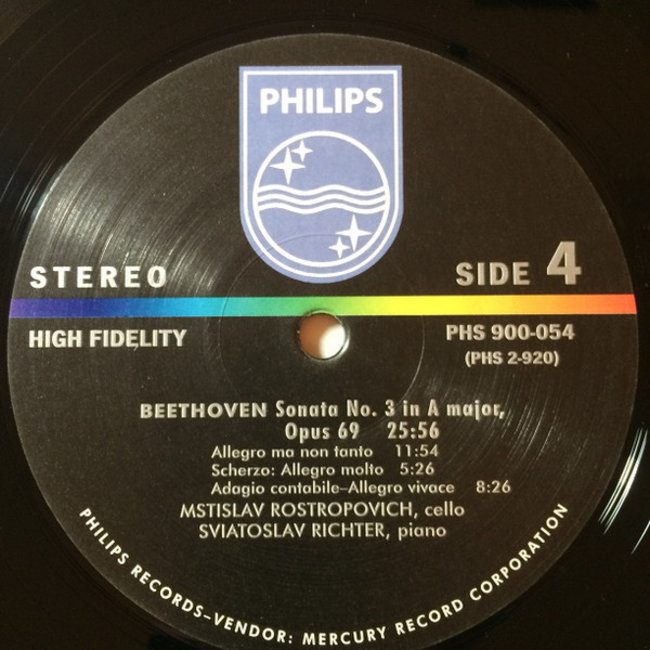 PHILIPS
STEREO
SIDE 4
HIGH FIDELITY
PHS 900-054
(PHS 2-920)
BEETHOVEN Sonata No. 3 in A major,
Opus 69 25:56
Allegro ma non tanto 11:54
Scherzo: Allegro molto 5:26
Adagio contabile–Allegro vivace 8:26
MSTISLAV ROSTROPOVICH, cello
SVIATOSLAV RICHTER, piano
PHILIPS RECORDS–VENDOR: MERCURY RECORD CORPORATION